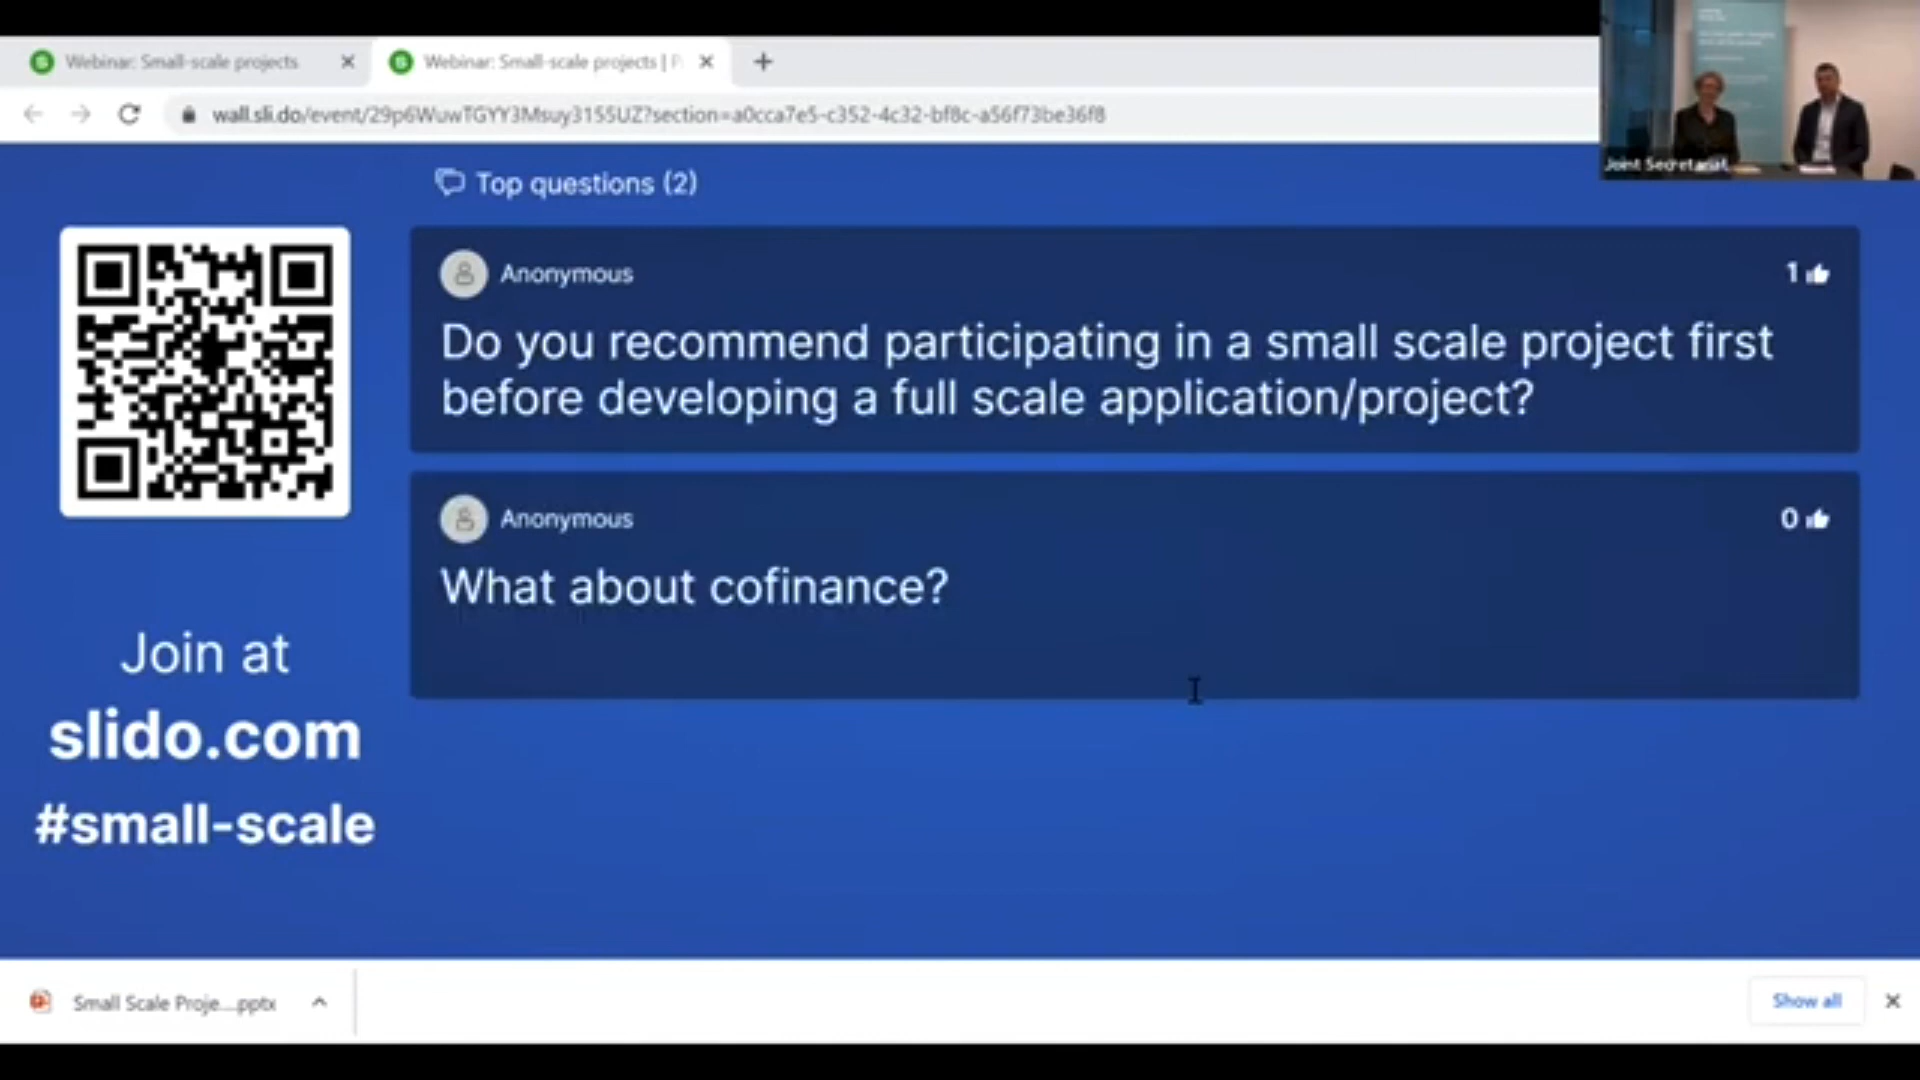 Webinar: Small-scale projects
Webinar: Small-scale projects | P
wall.sli.do/event/29p6WuwTGYY3Msuy3155UZ?section=a0cca7e5-c352-4c32-bf8c-a56f73be36f8
Joint Secretariat
Top questions (2)
Anonymous
1
Do you recommend participating in a small scale project first
before developing a full scale application/project?
Anonymous
0
What about cofinance?
Join at
slido.com
#small-scale
Small Scale Proje....pptx
Show all